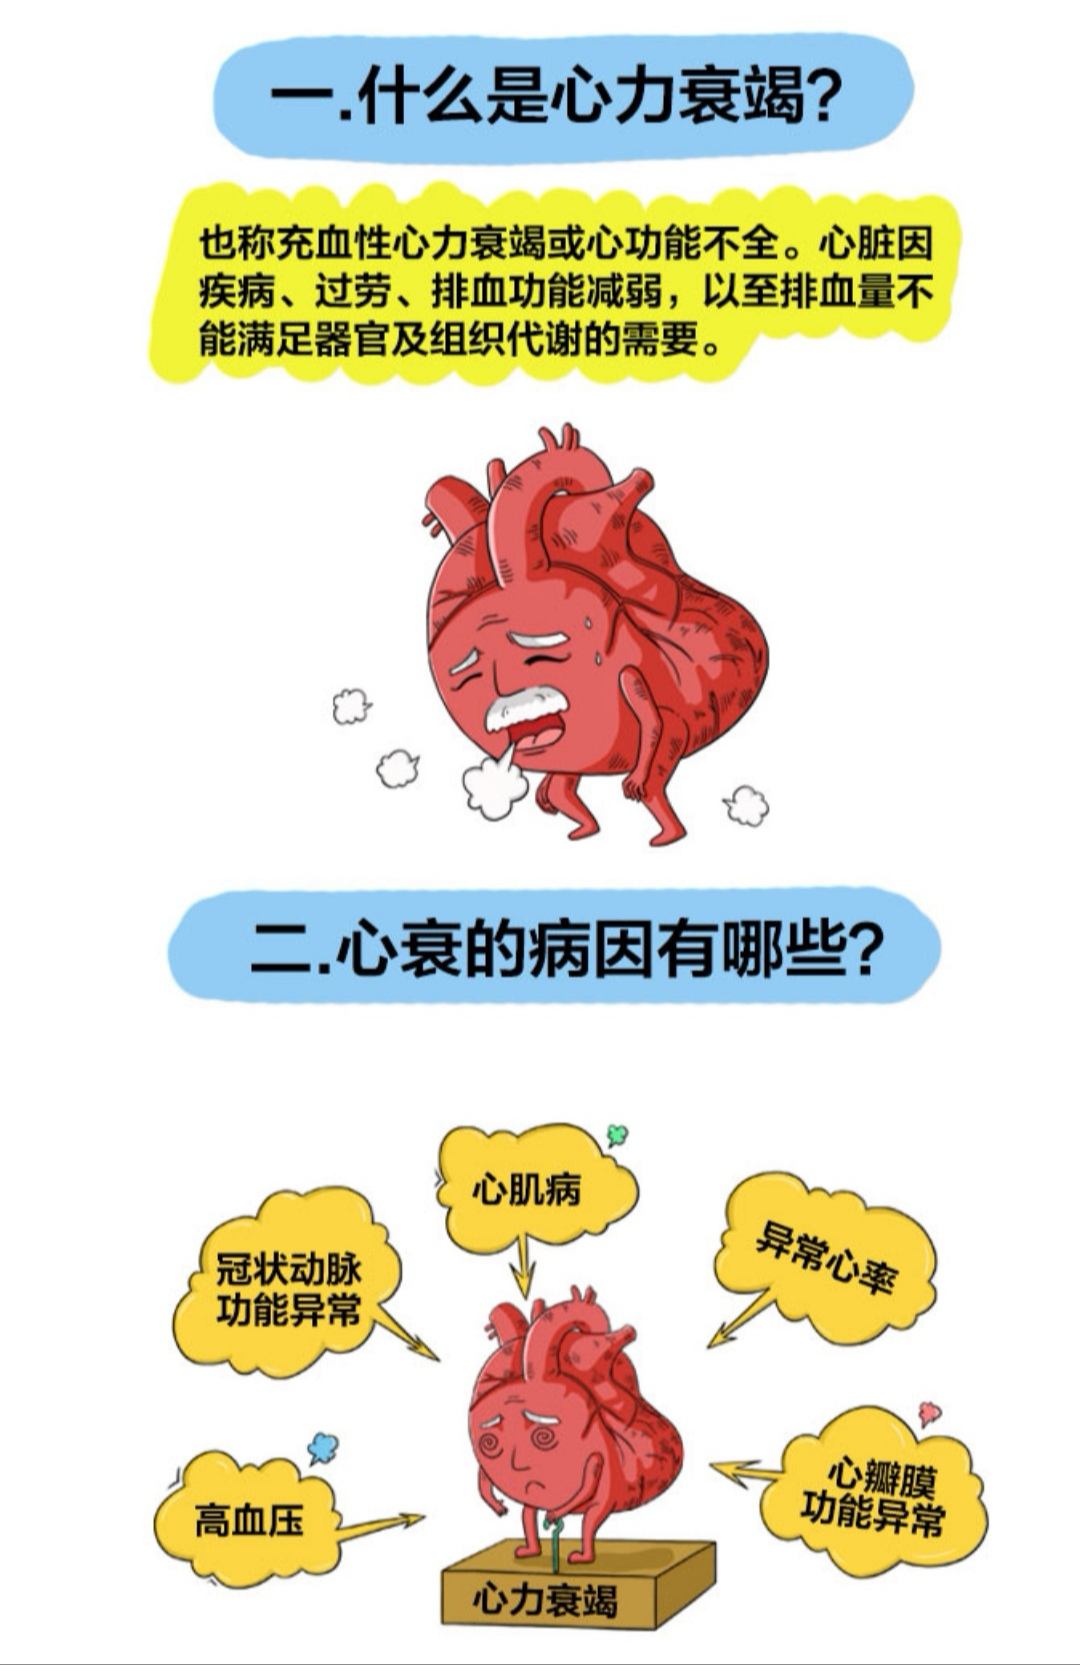 一.什么是心力衰竭?
也称充血性心力衰竭或心功能不全。心脏因
疾病、过劳、排血功能减弱，以至排血量不
能满足器官及组织代谢的需要。
二.心衰的病因有哪些?
心肌病
冠状动脉
功能异常
异常心率
高血压
心瓣膜
功能异常
心力衰竭